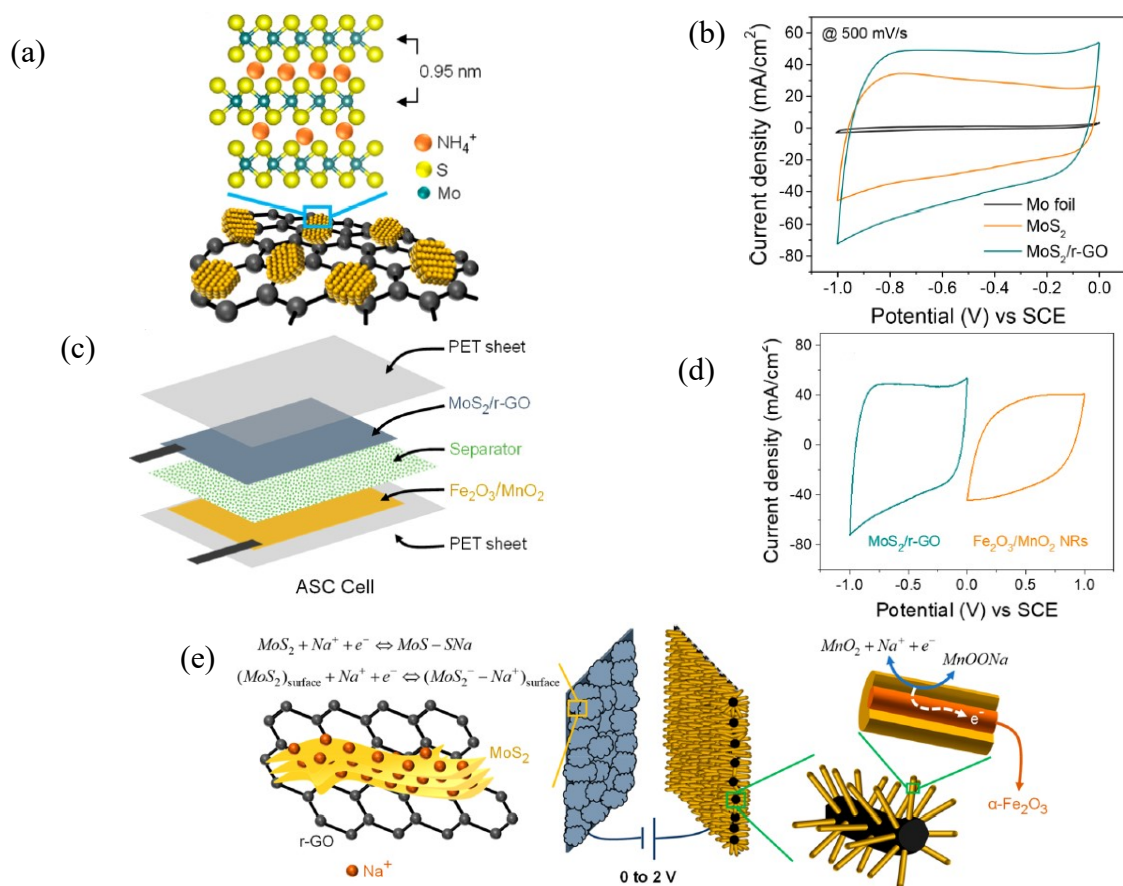 (a)
0.95 nm
NH₄⁺
S
Mo
(b)
@ 500 mV/s
Current density (mA/cm²)
60
40
20
0
-20
-40
-60
-80
-1.0 -0.8 -0.6 -0.4 -0.2 0.0
Potential (V) vs SCE
Mo foil
MoS₂
MoS₂/r-GO
(c)
PET sheet
MoS₂/r-GO
Separator
Fe₂O₃/MnO₂
PET sheet
ASC Cell
(d)
Current density (mA/cm²)
80
40
0
-40
-80
MoS₂/r-GO
Fe₂O₃/MnO₂ NRs
-1.0 -0.5 0.0 0.5 1.0
Potential (V) vs SCE
(e)
MoS₂ + Na⁺ + e⁻ ⇔ MoS – SNa
(MoS₂)surface + Na⁺ + e⁻ ⇔ (MoS₂⁻ – Na⁺)surface
MoS₂
r-GO
Na⁺
0 to 2 V
MnO₂ + Na⁺ + e⁻
MnOONa
e⁻
α-Fe₂O₃